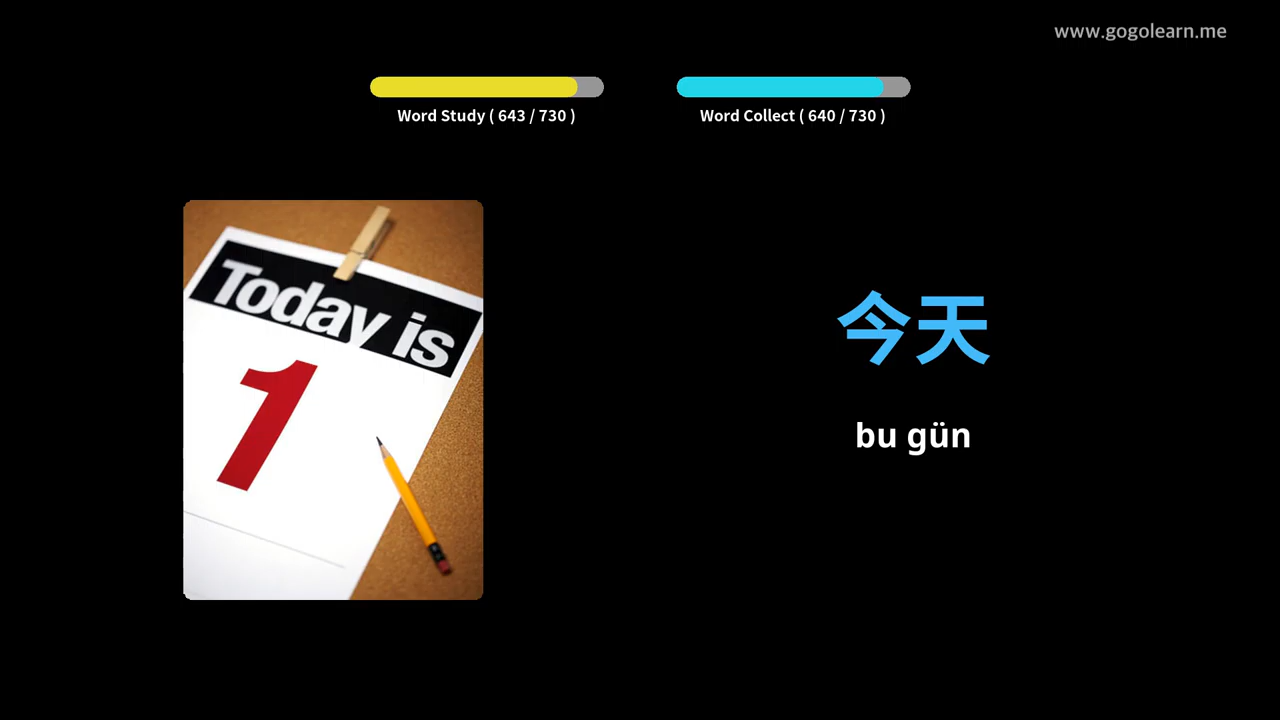 www.gogolearn.me
Word Study ( 643 / 730 )
Word Collect ( 640 / 730 )
Today is
1
今天
bu gün